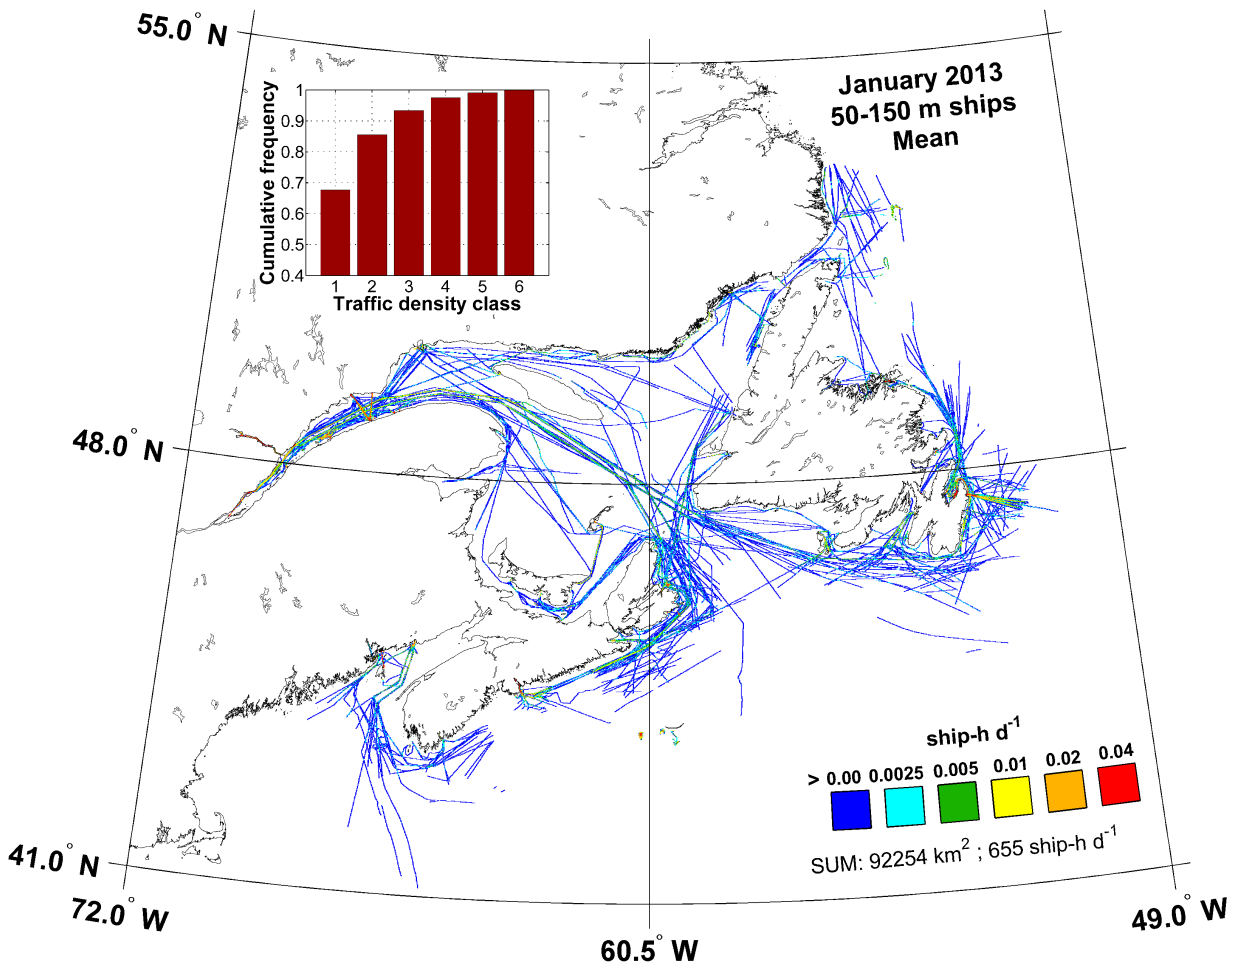 55.0° N
January 2013
50-150 m ships
Mean
Cumulative frequency
1
0.9
0.8
0.7
0.6
0.5
0.4
1 2 3 4 5 6
Traffic density class
48.0° N
ship-h d⁻¹
> 0.00 0.0025 0.005 0.01 0.02 0.04
SUM: 92254 km² ; 655 ship-h d⁻¹
41.0° N
72.0° W
60.5° W
49.0° W